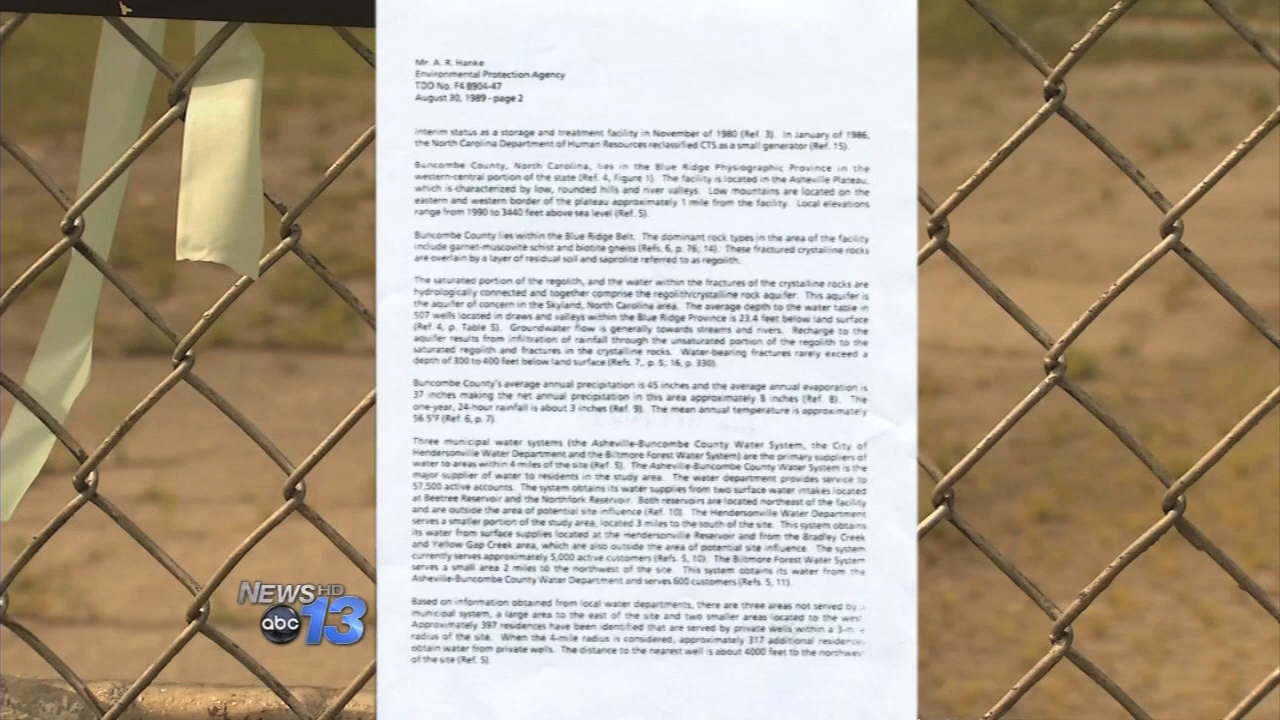 Mr. A. R. Hanke
Environmental Protection Agency
TDD No. F4 8904-47
August 30, 1989 - page 2
interim status as a storage and treatment facility in November of 1980 (Ref. 3). In January of 1986,
the North Carolina Department of Human Resources reclassified CTS as a small generator (Ref. 15).
Buncombe County, North Carolina, lies in the Blue Ridge Physiographic Province in the
western-central portion of the state (Ref. 4, Figure 1). The facility is located in the Asheville Plateau,
which is characterized by low, rounded hills and river valleys. Low mountains are located on the
eastern and western border of the plateau approximately 1 mile from the facility. Local elevations
range from 1990 to 3440 feet above sea level (Ref. 5).
Buncombe County lies within the Blue Ridge Belt. The dominant rock types in the area of the facility
include garnet-muscovite schist and biotite gneiss (Refs. 6, p. 76; 14). These fractured crystalline rocks
are overlain by a layer of residual soil and saprolite referred to as regolith.
The saturated portion of the regolith, and the water within the fractures of the crystalline rocks are
hydrologically connected and together comprise the regolith/crystalline rock aquifer. This aquifer is
the aquifer of concern in the Skyland, North Carolina area. The average depth to the water table in
507 wells located in draws and valleys within the Blue Ridge Province is 23.4 feet below land surface
(Ref. 4, p. Table 5). Groundwater flow is generally towards streams and rivers. Recharge to the
aquifer results from infiltration of rainfall through the unsaturated portion of the regolith to the
saturated regolith and fractures in the crystalline rocks. Water-bearing fractures rarely exceed a
depth of 300 to 400 feet below land surface (Refs. 7, p. 5; 16, p. 330).
Buncombe County's average annual precipitation is 45 inches and the average annual evaporation is
37 inches making the net annual precipitation in this area approximately 8 inches (Ref. 8). The
one-year, 24-hour rainfall is about 3 inches (Ref. 9). The mean annual temperature is approximately
56.5°F (Ref. 6, p. 7).
Three municipal water systems (the Asheville-Buncombe County Water System, the City of
Hendersonville Water Department and the Biltmore Forest Water System) are the primary suppliers of
water to areas within 4 miles of the site (Ref. 5). The Asheville-Buncombe County Water System is the
major supplier of water to residents in the study area. The water department provides service to
57,500 active accounts. The system obtains its water supplies from two surface water intakes located
at Beetree Reservoir and the Northfork Reservoir. Both reservoirs are located northeast of the facility
and are outside the area of potential site influence (Ref. 10). The Hendersonville Water Department
serves a smaller portion of the study area, located 3 miles to the south of the site. This system obtains
its water from surface supplies located at the Hendersonville Reservoir and from the Bradley Creek
and Yellow Gap Creek area, which are also outside the area of potential site influence. The system
currently serves approximately 5,000 active customers (Refs. 5, 10). The Biltmore Forest Water System
serves a small area 2 miles to the northwest of the site. This system obtains its water from the
Asheville-Buncombe County Water Department and serves 600 customers (Refs. 5, 11).
Based on information obtained from local water departments, there are three areas not served by
municipal system, a large area to the east of the site and two smaller areas located to the west.
Approximately 397 residences have been identified that are served by private wells within a
radius of the site. When the 4-mile radius is considered, approximately 317 additional residences
obtain water from private wells. The distance to the nearest well is about 4000 feet to the northwest
of the site (Ref. 5).
NEWS HD
abc 13